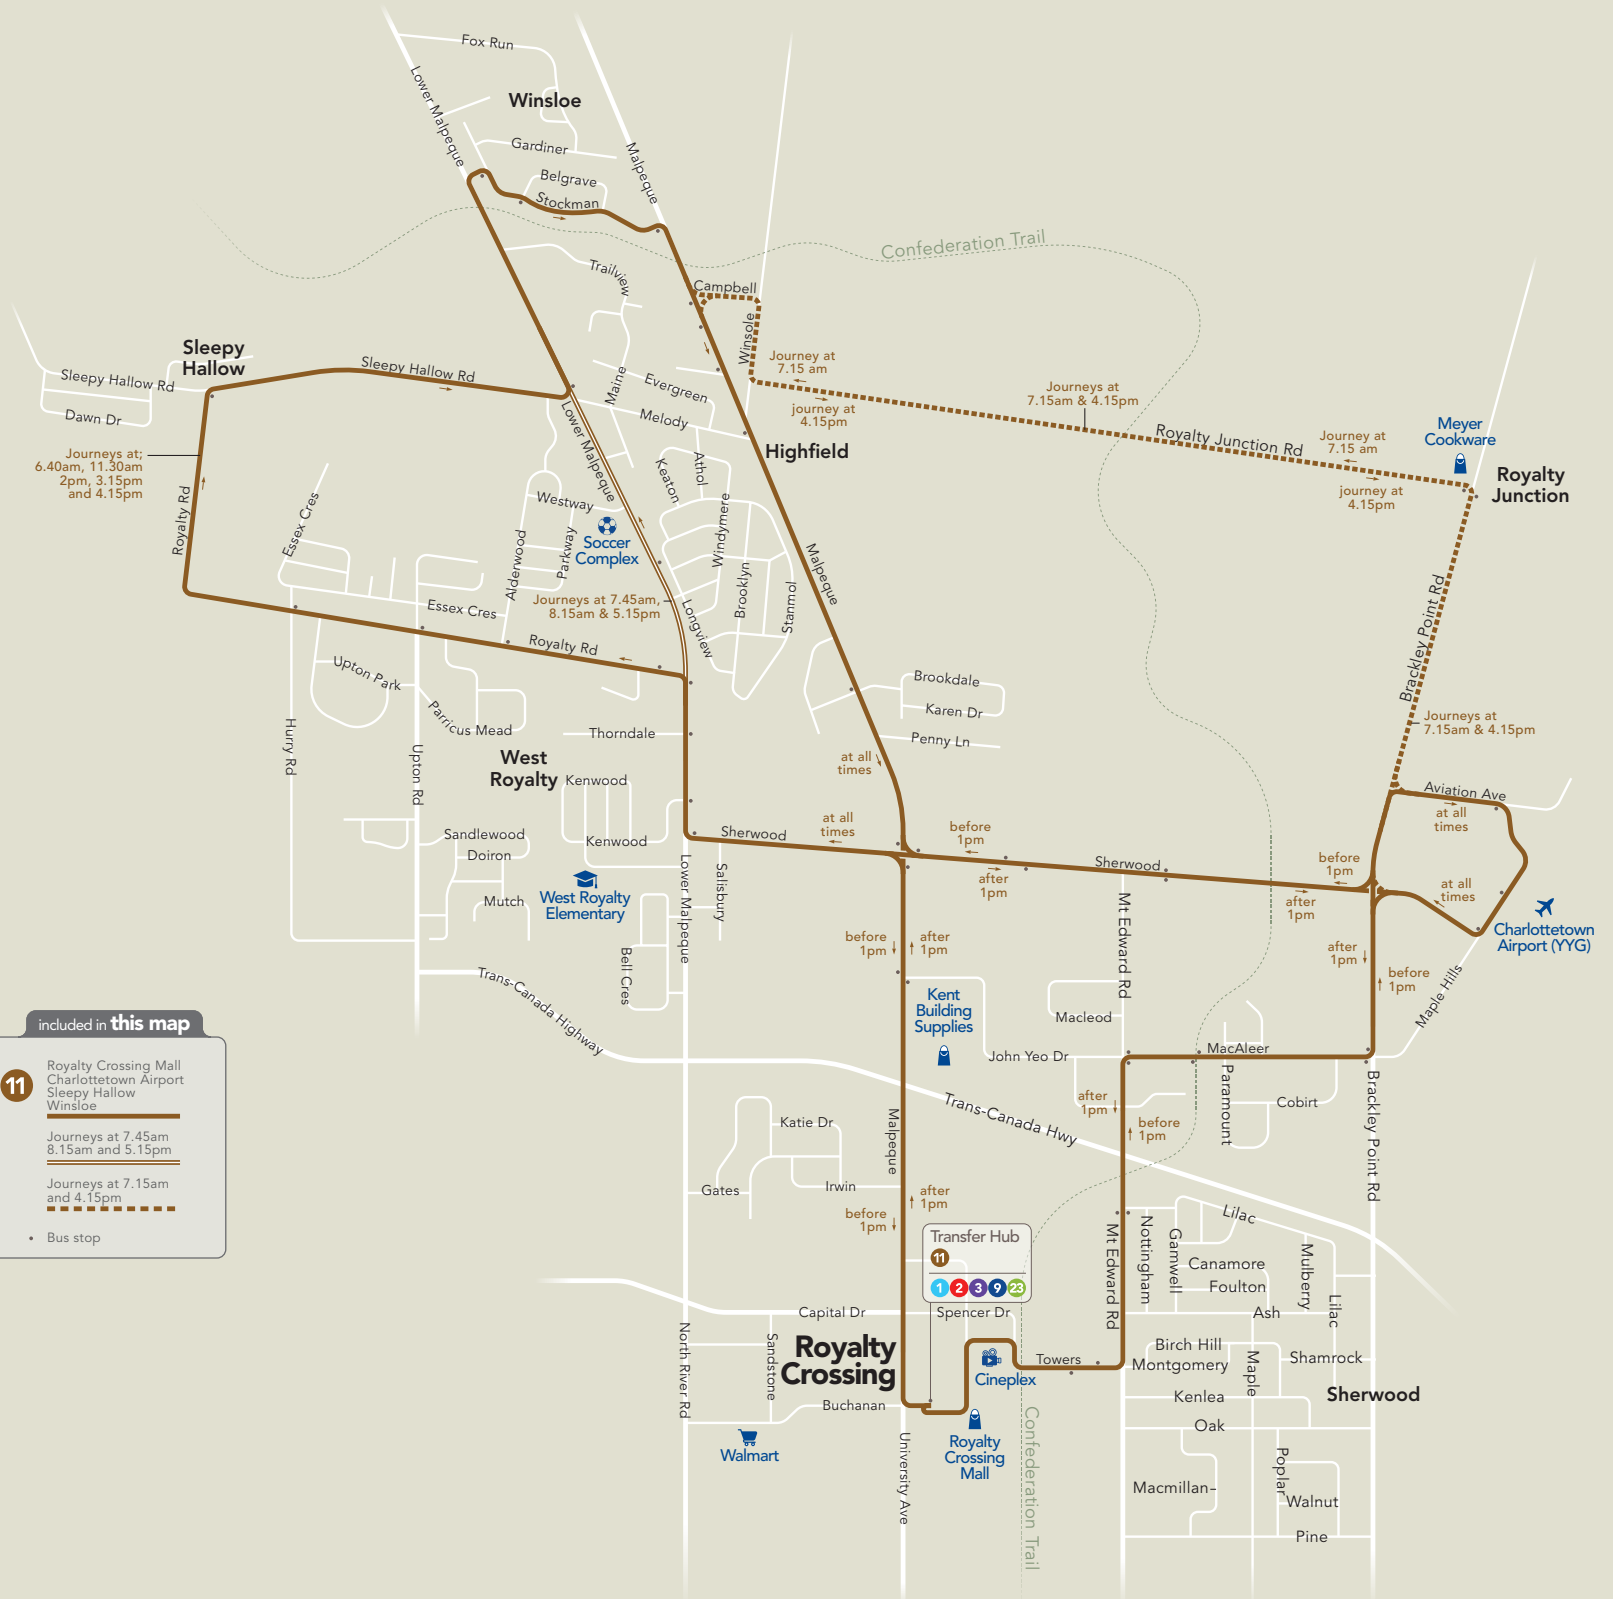 Fox Run
Lower Malpeque
Winsloe
Gardiner
Malpeque
Belgrave
Stockman
Confederation Trail
Trailview
Campbell
Winsole
Sleepy
Hallow
Sleepy Hallow Rd
Sleepy Hallow Rd
Dawn Dr
Maine
Evergreen
Melody
Journey at
7.15 am
journey at
4.15pm
Journeys at
7.15am & 4.15pm
Royalty Junction Rd
Journey at
7.15 am
journey at
4.15pm
Meyer
Cookware
Royalty
Junction
Highfield
Journeys at;
6.40am, 11.30am
2pm, 3.15pm
and 4.15pm
Royalty Rd
Essex Cres
Lower Malpeque
Keaton
Athol
Westway
Windymere
Soccer
Complex
Alderwood
Parkway
Brooklyn
Stanmol
Malpeque
Journeys at 7.45am,
8.15am & 5.15pm
Essex Cres
Longview
Royalty Rd
Brackley Point Rd
Upton Park
Parricus Mead
Hurry Rd
Upton Rd
Thorndale
Brookdale
Karen Dr
Penny Ln
Journeys at
7.15am & 4.15pm
West
Royalty
Kenwood
Kenwood
at all
times
Aviation Ave
at all
times
Sandlewood
Doiron
Mutch
Sherwood
at all
times
before
1pm
after
1pm
Sherwood
before
1pm
after
1pm
at all
times
West Royalty
Elementary
Lower Malpeque
Salisbury
Bell Cres
Mt Edward Rd
Charlottetown
Airport (YYG)
before
1pm
after
1pm
after
1pm
before
1pm
Maple Hills
Trans-Canada Highway
Kent
Building
Supplies
Macleod
John Yeo Dr
MacAleer
Paramount
Cobirt
Brackley Point Rd
included in this map
11
Royalty Crossing Mall
Charlottetown Airport
Sleepy Hallow
Winsloe
Journeys at 7.45am
8.15am and 5.15pm
Journeys at 7.15am
and 4.15pm
Bus stop
Trans-Canada Hwy
after
1pm
before
1pm
Katie Dr
Malpeque
Gates
Irwin
after
1pm
before
1pm
Transfer Hub
11
1
2
3
9
23
Mt Edward Rd
Nottingham
Gamwell
Lilac
Canamore
Foulton
Mulberry
Lilac
Ash
Capital Dr
Spencer Dr
North River Rd
Sandstone
Royalty
Crossing
Towers
Cineplex
Birch Hill
Montgomery
Maple
Shamrock
Kenlea
Sherwood
Buchanan
Oak
Walmart
University Ave
Royalty
Crossing
Mall
Confederation Trail
Macmillan
Poplar
Walnut
Pine